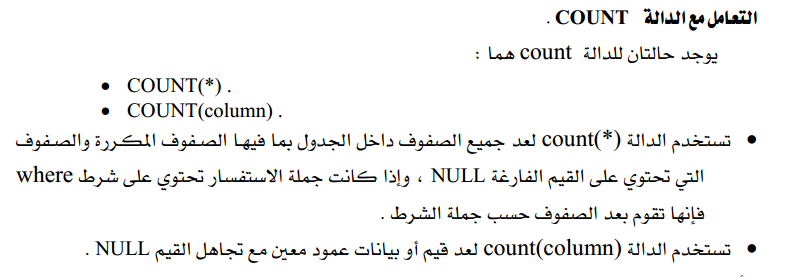 التعامل مع الدالة COUNT .
يوجد حالتان للدالة count هما :
• COUNT(*) .
• COUNT(column) .
• تستخدم الدالة count(*) لعد جميع الصفوف داخل الجدول بما فيها الصفوف المكررة والصفوف
التي تحتوي على القيم الفارغة NULL ، وإذا كانت جملة الاستفسار تحتوي على شرط where
فإنها تقوم بعد الصفوف حسب جملة الشرط .
• تستخدم الدالة count(column) لعد قيم أو بيانات عمود معين مع تجاهل القيم NULL .